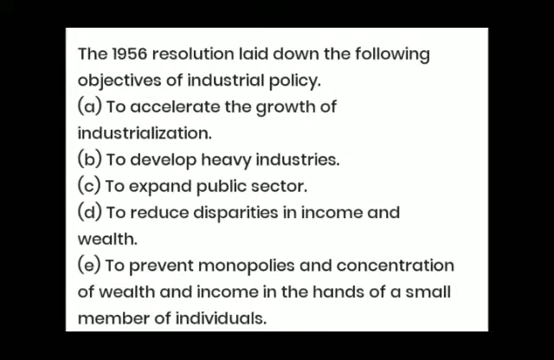 The 1956 resolution laid down the following
objectives of industrial policy.
(a) To accelerate the growth of
industrialization.
(b) To develop heavy industries.
(c) To expand public sector.
(d) To reduce disparities in income and
wealth.
(e) To prevent monopolies and concentration
of wealth and income in the hands of a small
member of individuals.